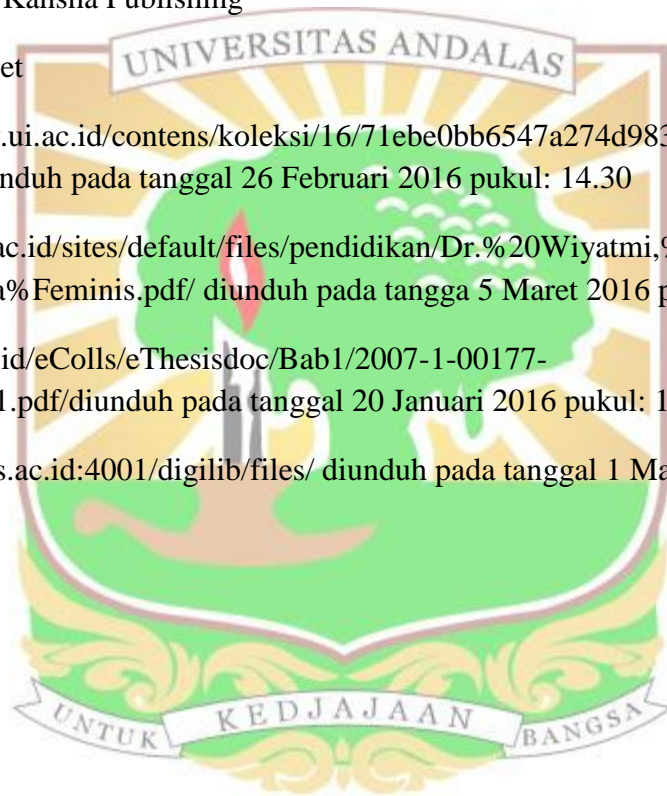 Kansha Publishing
UNIVERSITAS ANDALAS
et
.ui.ac.id/contens/koleksi/16/71ebe0bb6547a274d983
nduh pada tanggal 26 Februari 2016 pukul: 14.30
ac.id/sites/default/files/pendidikan/Dr.%20Wiyatmi,%
a%Feminis.pdf/ diunduh pada tangga 5 Maret 2016 p
id/eColls/eThesisdoc/Bab1/2007-1-00177-
1.pdf/diunduh pada tanggal 20 Januari 2016 pukul: 1
s.ac.id:4001/digilib/files/ diunduh pada tanggal 1 Ma
UNTUK KEDJAJAAN BANGSA